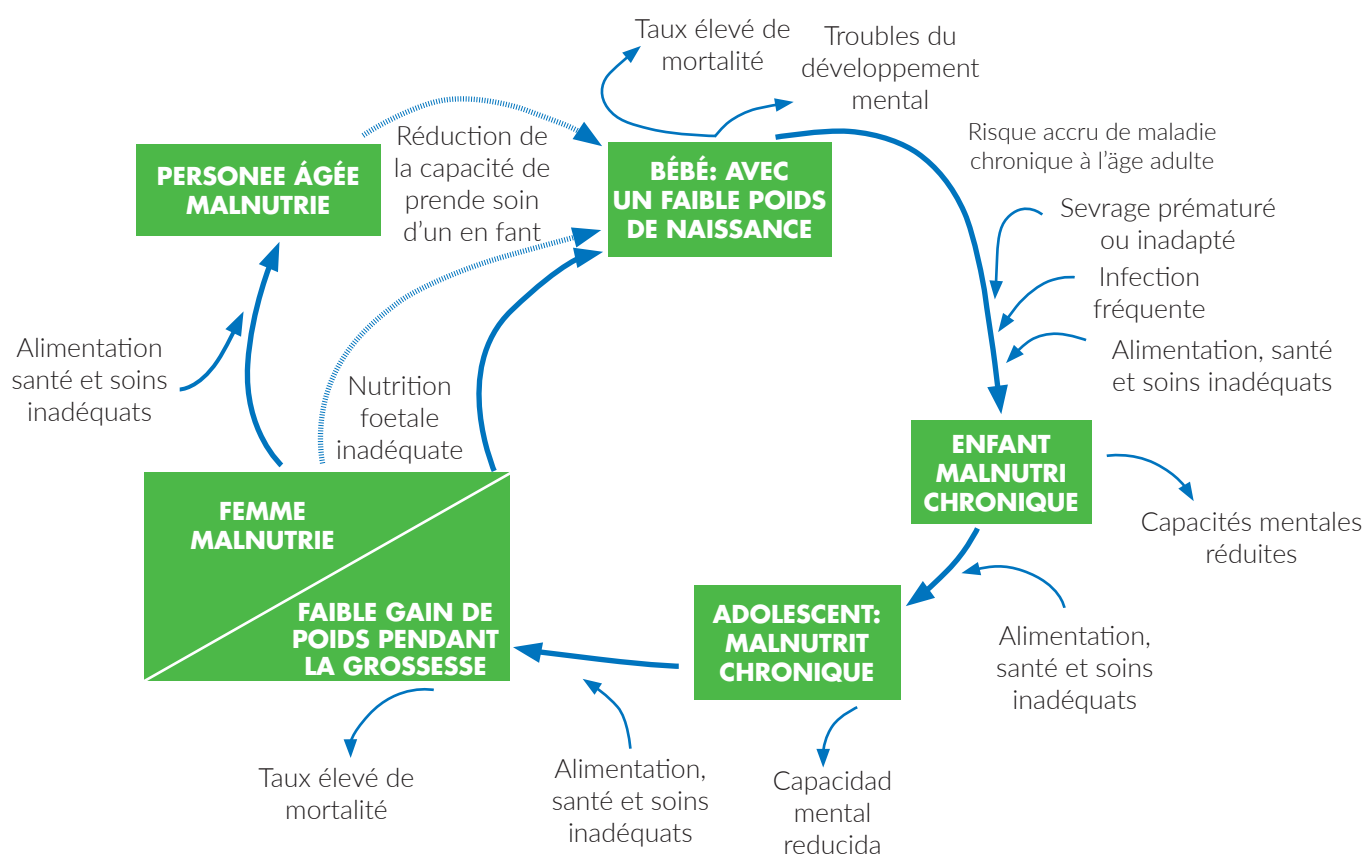 Taux élevé de
mortalité
Troubles du
développement
mental
Risque accru de maladie
chronique à l'äge adulte
PERSONEE ÁGÉE
MALNUTRIE
Réduction de
la capacité de
prende soin
d'un en fant
BÉBÉ: AVEC
UN FAIBLE POIDS
DE NAISSANCE
Sevrage prématuré
ou inadapté
Infection
fréquente
Alimentation, santé
et soins inadéquats
Alimentation
santé et soins
inadéquats
Nutrition
foetale
inadéquate
ENFANT
MALNUTRI
CHRONIQUE
Capacités mentales
réduites
FEMME
MALNUTRIE
FAIBLE GAIN DE
POIDS PENDANT
LA GROSSESSE
ADOLESCENT:
MALNUTRIT
CHRONIQUE
Alimentation,
santé et soins
inadéquats
Taux élevé de
mortalité
Alimentation,
santé et soins
inadéquats
Capacidad
mental
reducida